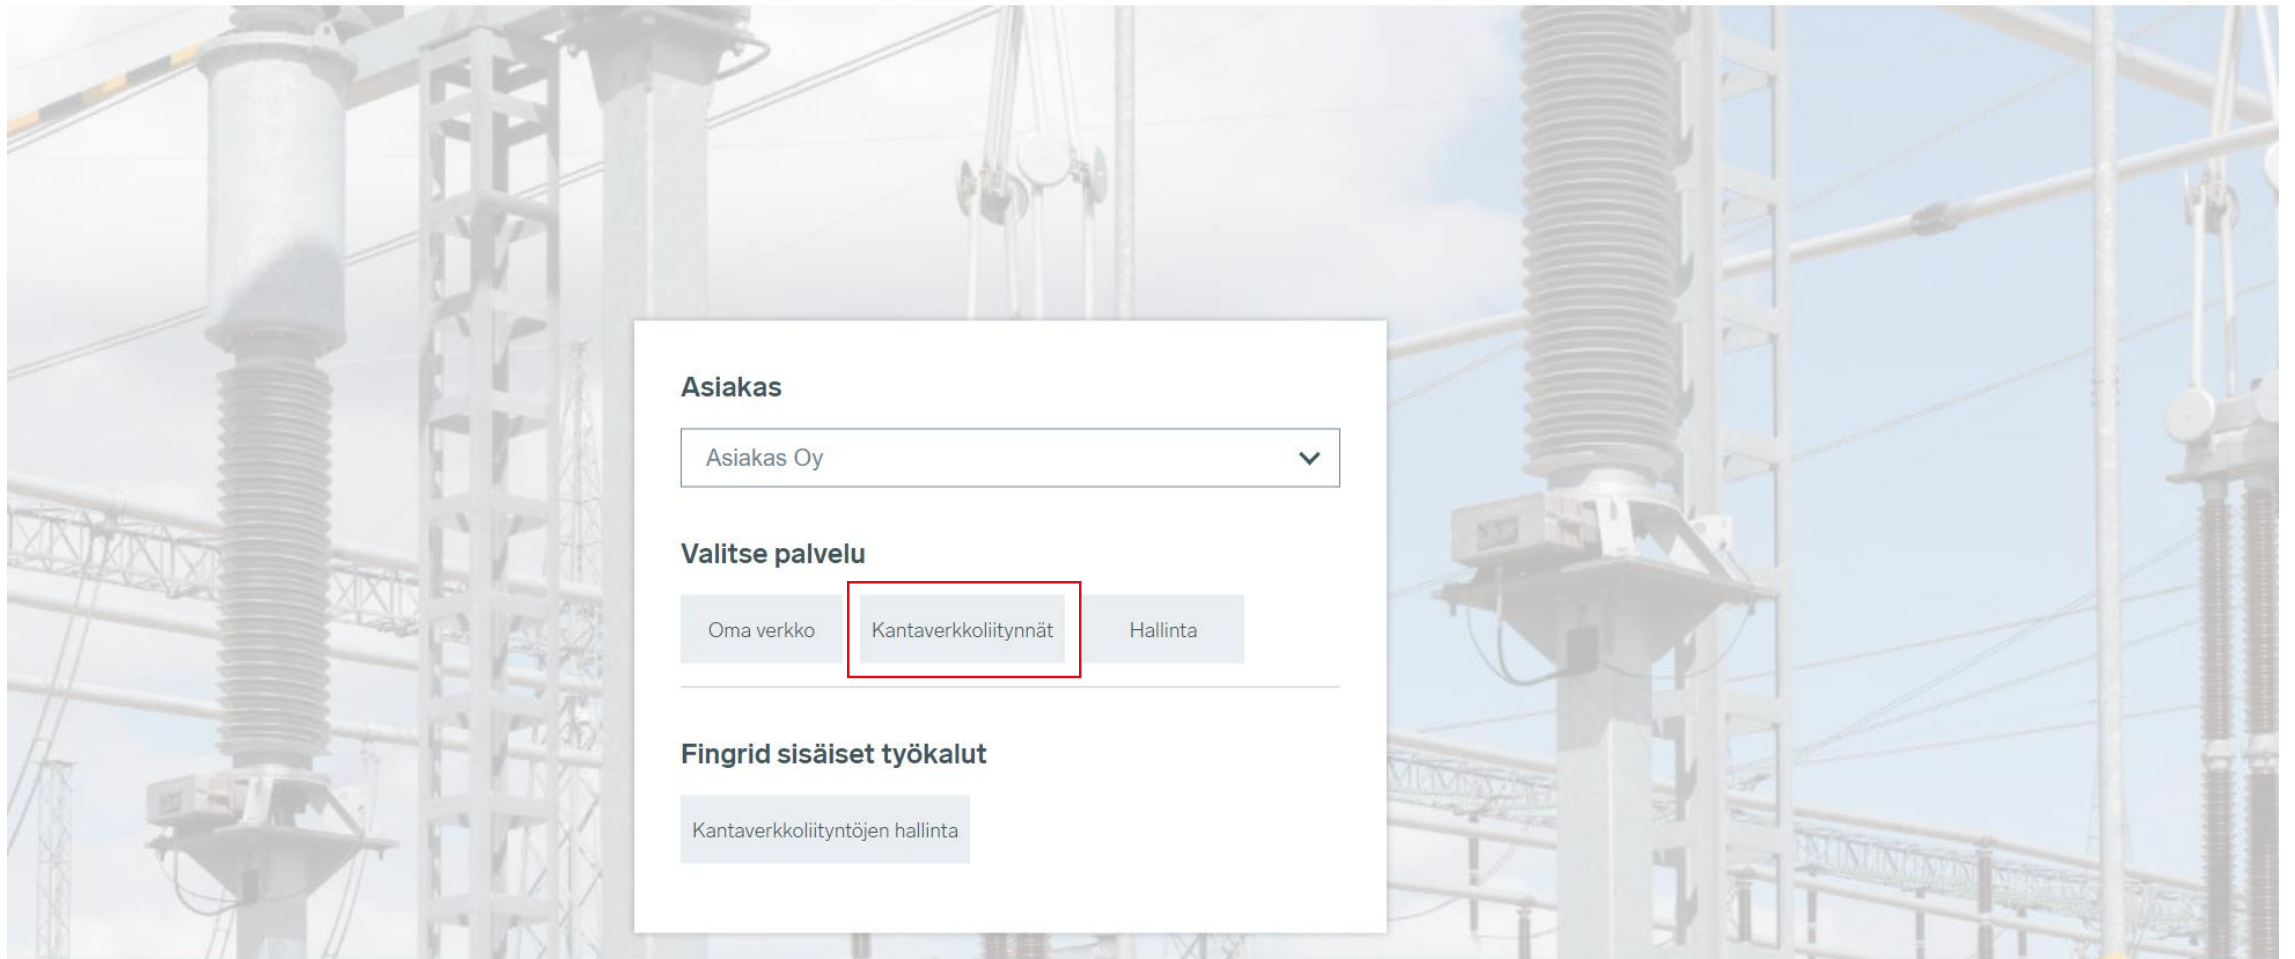 Asiakas
Asiakas Oy
Valitse palvelu
Oma verkko Kantaverkkoliitynnät Hallinta
Fingrid sisäiset työkalut
Kantaverkkoliityntöjen hallinta